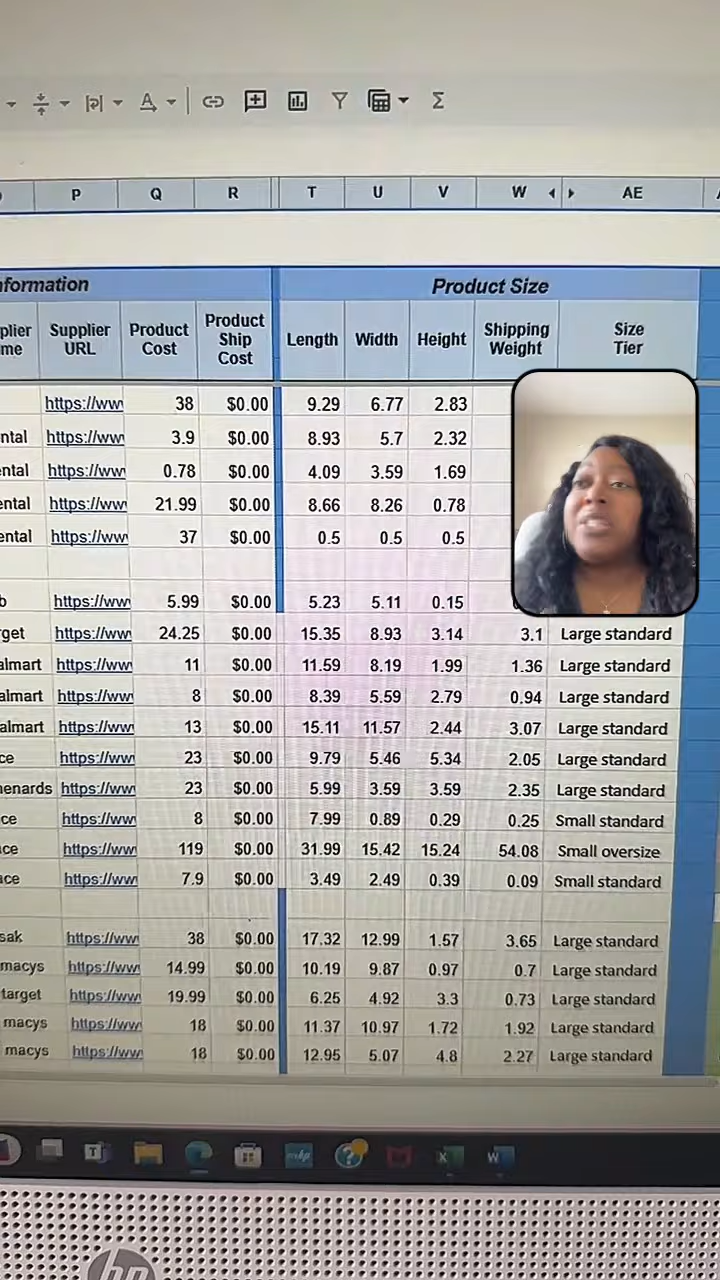 P Q R T U V W AE
formation Product Size
plier me Supplier URL Product Cost Product Ship Cost Length Width Height Shipping Weight Size Tier
https://ww 38 $0.00 9.29 6.77 2.83
ntal https://ww 3.9 $0.00 8.93 5.7 2.32
ental https://ww 0.78 $0.00 4.09 3.59 1.69
ental https://ww 21.99 $0.00 8.66 8.26 0.78
ental https://ww 37 $0.00 0.5 0.5 0.5
b https://ww 5.99 $0.00 5.23 5.11 0.15
get https://ww 24.25 $0.00 15.35 8.93 3.14 3.1 Large standard
almart https://ww 11 $0.00 11.59 8.19 1.99 1.36 Large standard
almart https://ww 8 $0.00 8.39 5.59 2.79 0.94 Large standard
almart https://ww 13 $0.00 15.11 11.57 2.44 3.07 Large standard
ce https://ww 23 $0.00 9.79 5.46 5.34 2.05 Large standard
enards https://ww 23 $0.00 5.99 3.59 3.59 2.35 Large standard
ce https://ww 8 $0.00 7.99 0.89 0.29 0.25 Small standard
ce https://ww 119 $0.00 31.99 15.42 15.24 54.08 Small oversize
ace https://ww 7.9 $0.00 3.49 2.49 0.39 0.09 Small standard
sak https://ww 38 $0.00 17.32 12.99 1.57 3.65 Large standard
macys https://ww 14.99 $0.00 10.19 9.87 0.97 0.7 Large standard
target https://ww 19.99 $0.00 6.25 4.92 3.3 0.73 Large standard
macys https://ww 18 $0.00 11.37 10.97 1.72 1.92 Large standard
macys https://ww 18 $0.00 12.95 5.07 4.8 2.27 Large standard
hp